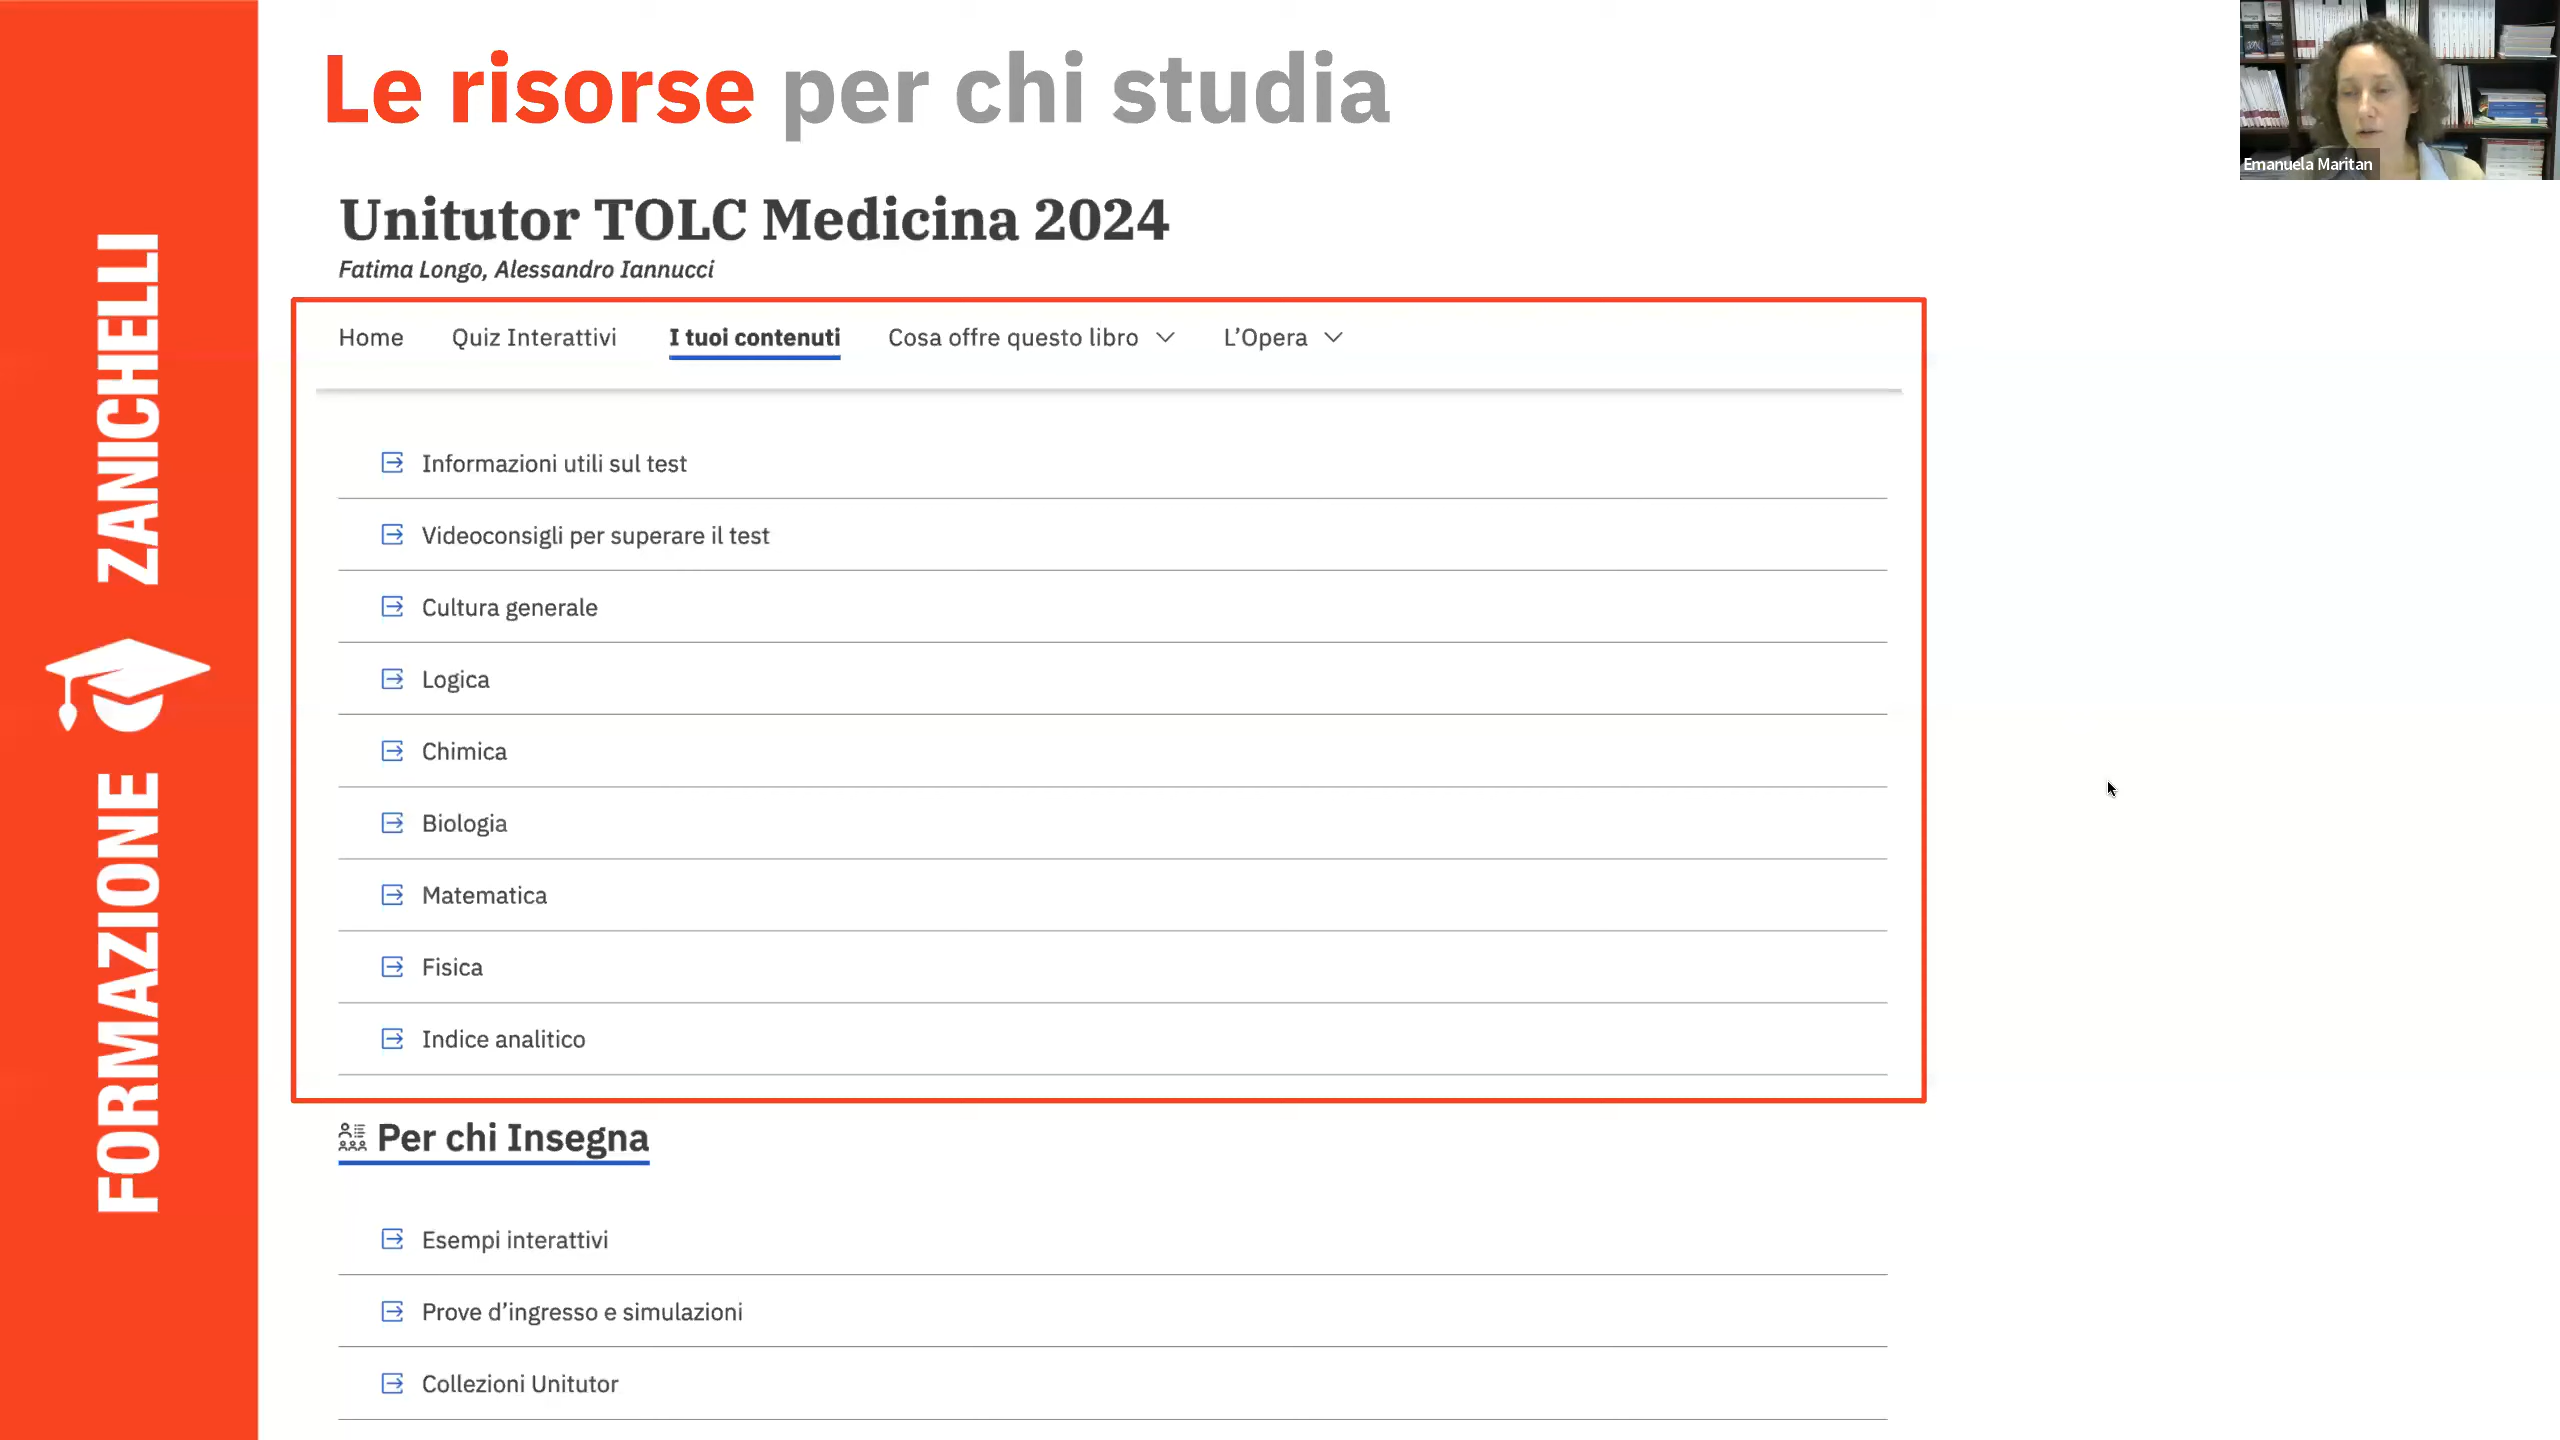 Le risorse per chi studia
Emanuela Maritan
FORMAZIONE ZANICHELLI
Unitutor TOLC Medicina 2024
Fatima Longo, Alessandro Iannucci
Home Quiz Interattivi I tuoi contenuti Cosa offre questo libro L’Opera
Informazioni utili sul test
Videoconsigli per superare il test
Cultura generale
Logica
Chimica
Biologia
Matematica
Fisica
Indice analitico
Per chi Insegna
Esempi interattivi
Prove d’ingresso e simulazioni
Collezioni Unitutor